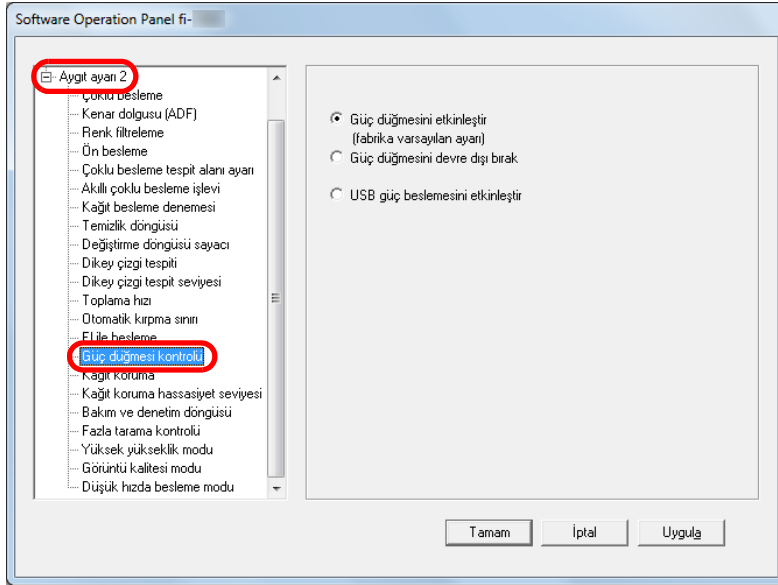 Software Operation Panel fi-
Aygıt ayarı 2
Çoklu besleme
Kenar dolgusu (ADF)
Renk filtreleme
Ön besleme
Çoklu besleme tespit alanı ayarı
Akıllı çoklu besleme işlevi
Kağıt besleme denemesi
Temizlik döngüsü
Değiştirme döngüsü sayacı
Dikey çizgi tespiti
Dikey çizgi tespit seviyesi
Toplama hızı
Otomatik kırpma sınırı
Elle besleme
Güç düğmesi kontrolü
Kağıt koruma
Kağıt koruma hassasiyet seviyesi
Bakım ve denetim döngüsü
Fazla tarama kontrolü
Yüksek yükseklik modu
Görüntü kalitesi modu
Düşük hızda besleme modu
Güç düğmesini etkinleştir
(fabrika varsayılan ayarı)
Güç düğmesini devre dışı bırak
USB güç beslemesini etkinleştir
Tamam
İptal
Uygula